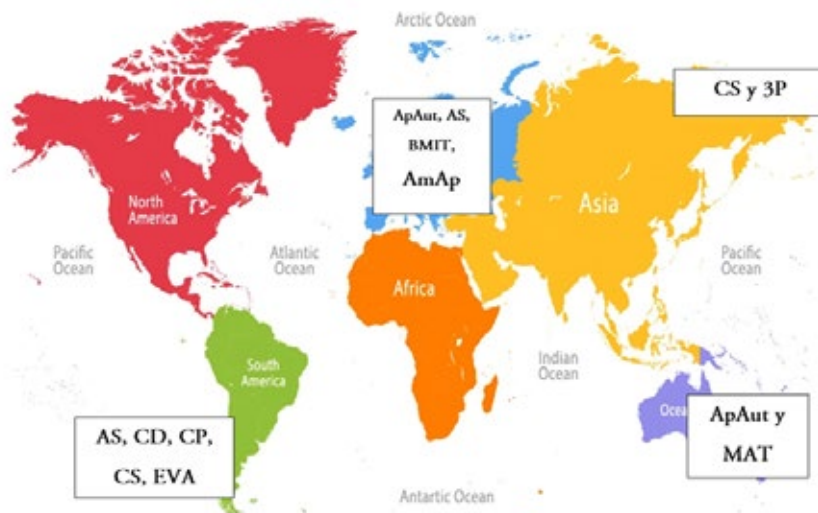 Arctic Ocean
CS y 3P
ApAut, AS,
BMIT,
AmAp
North
America
Asia
Pacific
Ocean
Atlantic
Ocean
Africa
Pacific
Ocean
Indian
Ocean
South
America
AS, CD, CP,
CS, EVA
ApAut y
MAT
Antartic Ocean